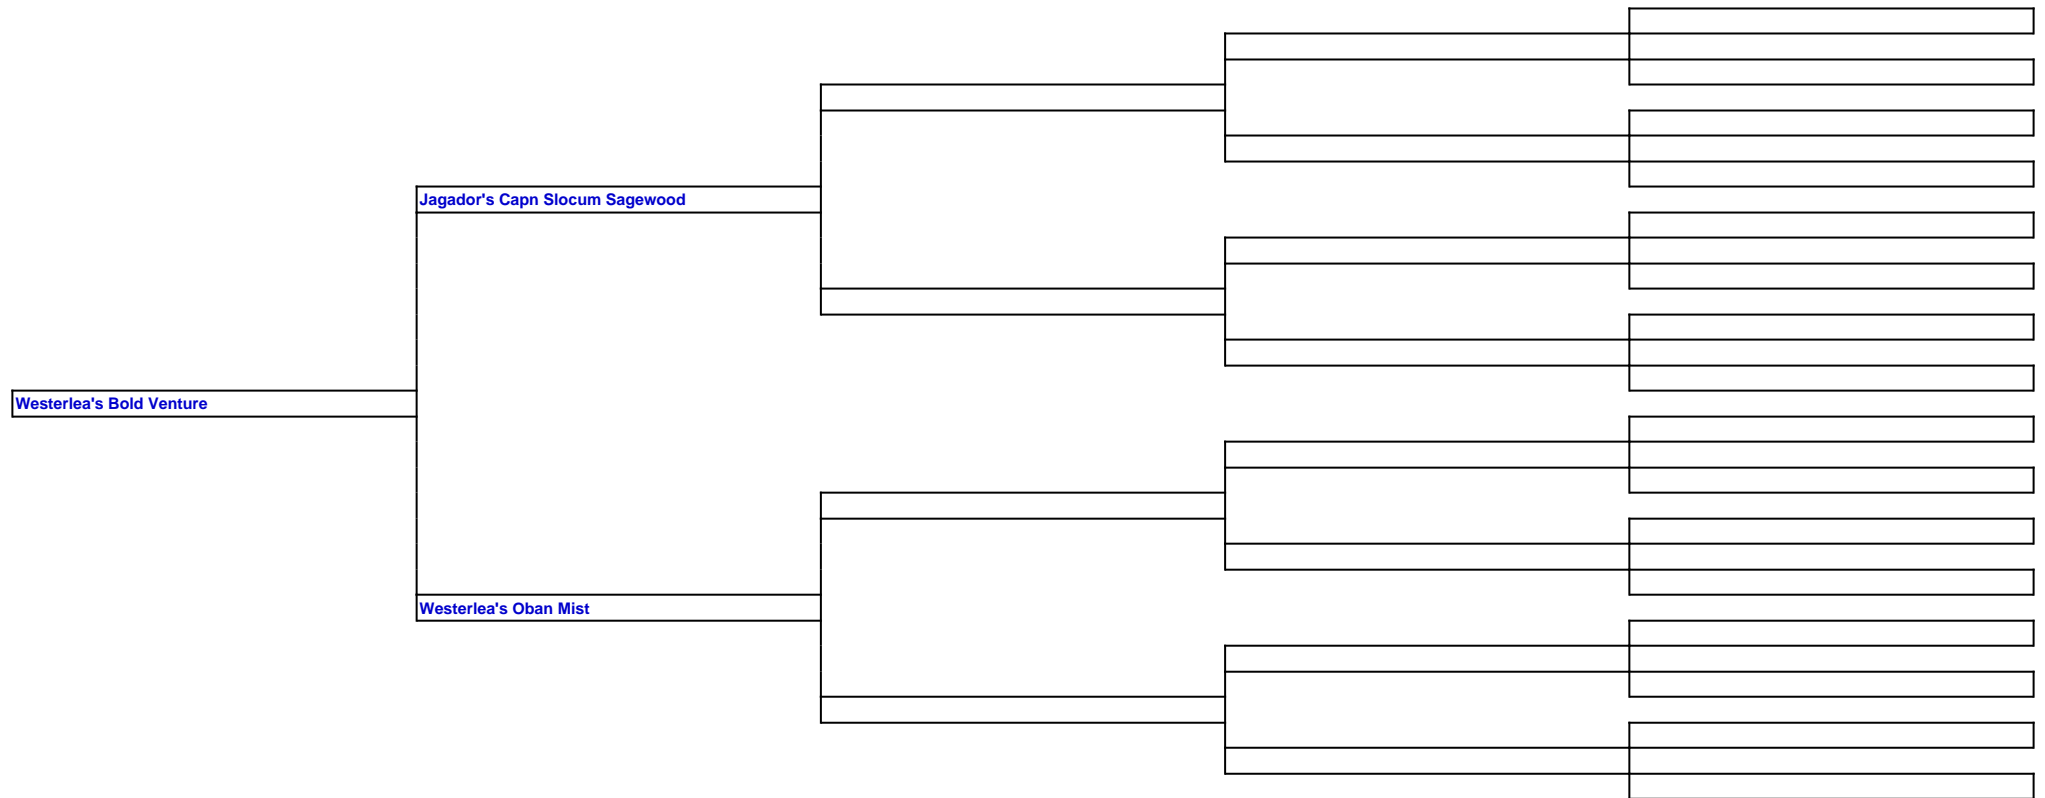 Jagador's Capn Slocum Sagewood
Westerlea's Bold Venture
Westerlea's Oban Mist